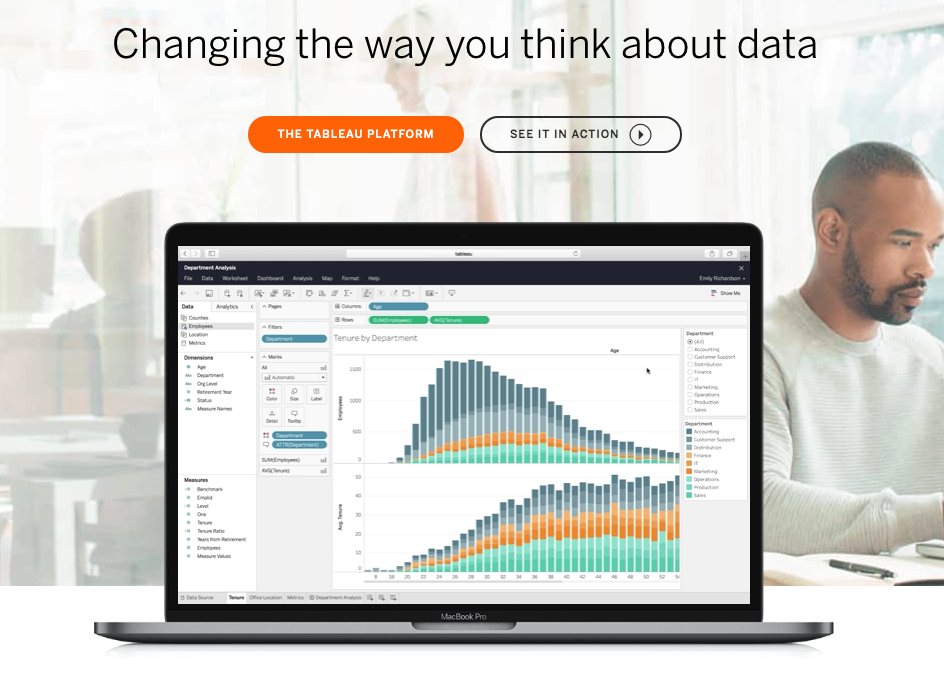 Changing the way you think about data
THE TABLEAU PLATFORM
SEE IT IN ACTION
tableau
Department Analysis
File Data Worksheet Dashboard Analysis Map Format Help
Emily Richardson
Show Me
Data Analytics
Counties
Employees
Location
Metrics
Dimensions
Age
Abc Department
Abc Org Level
Retirement Year
Status
Abc Measure Names
Measures
Benchmark
EmpId
Level
One
Tenure
Tenure Ratio
Years from Retirement
Employees
Measure Values
Pages
Filters
Department
Marks
All
Automatic
Color Size Label
Detail Tooltip
Department
ATTR(Department)
SUM(Employees)
AVG(Tenure)
Columns Age
Rows SUM(Employees) AVG(Tenure)
Tenure by Department
Age
Employees
1500
1000
500
0
Avg. Tenure
50
40
30
20
10
0
18 20 22 24 26 28 30 32 34 36 38 40 42 44 46 48 50 52
Department
(All)
Accounting
Customer Support
Distribution
Finance
IT
Marketing
Operations
Production
Sales
Department
Accounting
Customer Support
Distribution
Finance
IT
Marketing
Operations
Production
Sales
Data Source Tenure Office Location Metrics Department Analysis
MacBook Pro